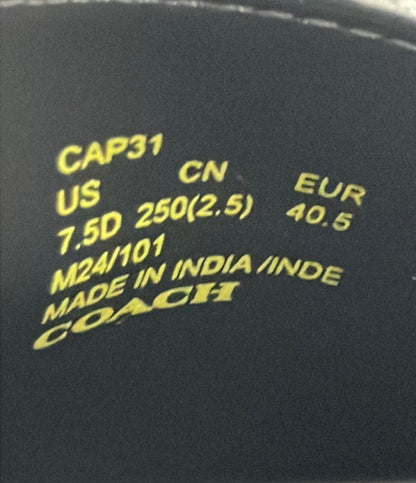 CAP31
US CN EUR
7.5D 250(2.5) 40.5
M24/101
MADE IN INDIA/INDE
COACH